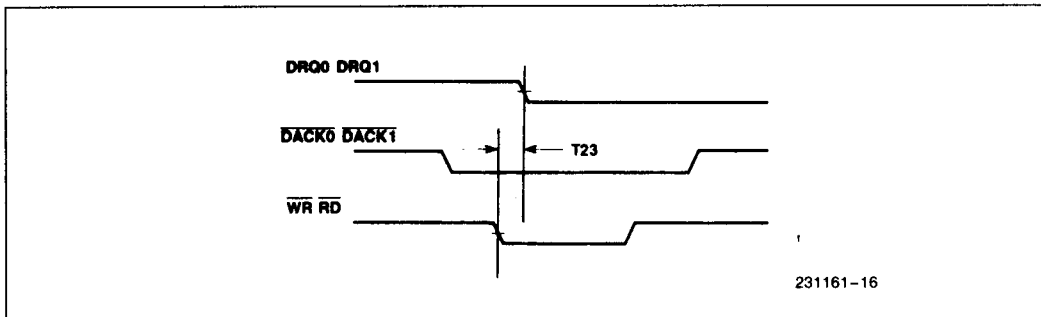 DRQ0 DRQ1
DACK0 DACK1
T23
WR RD
231161-16